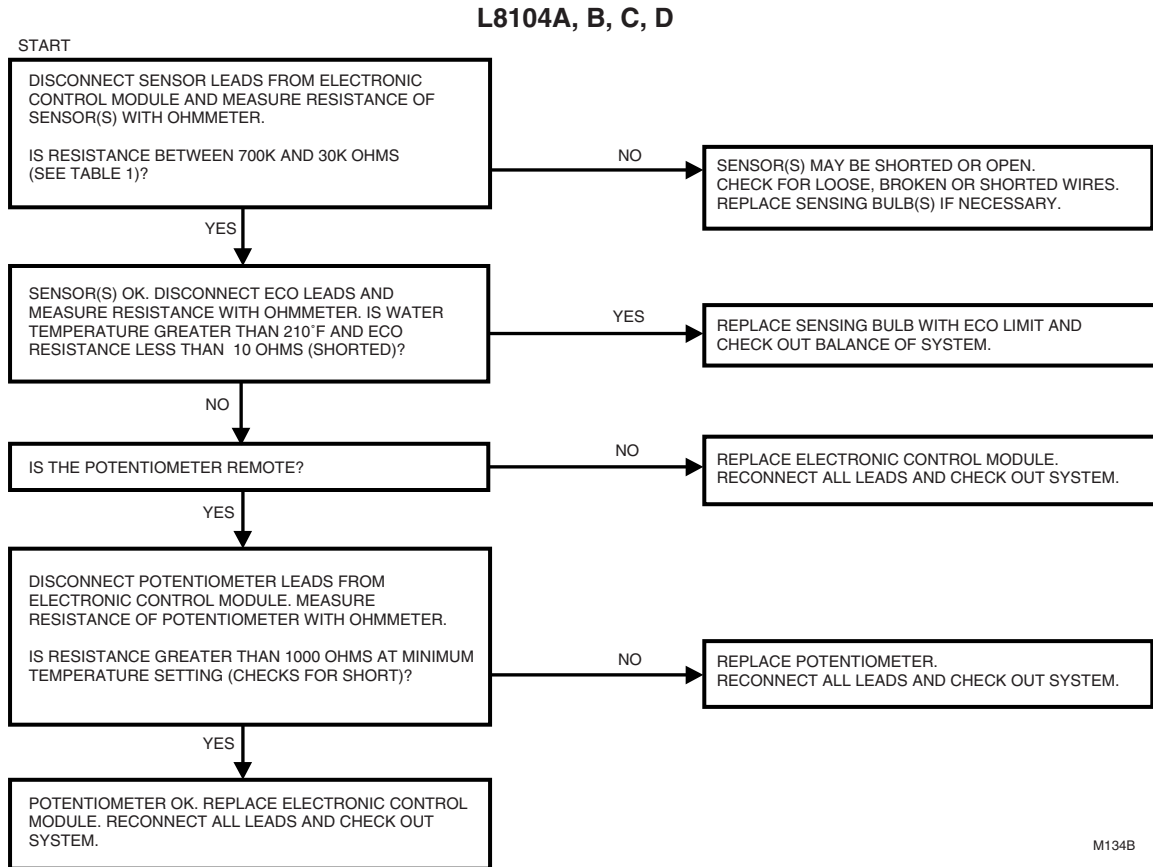 L8104A, B, C, D
START
DISCONNECT SENSOR LEADS FROM ELECTRONIC
CONTROL MODULE AND MEASURE RESISTANCE OF
SENSOR(S) WITH OHMMETER.
IS RESISTANCE BETWEEN 700K AND 30K OHMS
(SEE TABLE 1)?
NO
SENSOR(S) MAY BE SHORTED OR OPEN.
CHECK FOR LOOSE, BROKEN OR SHORTED WIRES.
REPLACE SENSING BULB(S) IF NECESSARY.
YES
SENSOR(S) OK. DISCONNECT ECO LEADS AND
MEASURE RESISTANCE WITH OHMMETER. IS WATER
TEMPERATURE GREATER THAN 210˚F AND ECO
RESISTANCE LESS THAN 10 OHMS (SHORTED)?
YES
REPLACE SENSING BULB WITH ECO LIMIT AND
CHECK OUT BALANCE OF SYSTEM.
NO
IS THE POTENTIOMETER REMOTE?
NO
REPLACE ELECTRONIC CONTROL MODULE.
RECONNECT ALL LEADS AND CHECK OUT SYSTEM.
YES
DISCONNECT POTENTIOMETER LEADS FROM
ELECTRONIC CONTROL MODULE. MEASURE
RESISTANCE OF POTENTIOMETER WITH OHMMETER.
IS RESISTANCE GREATER THAN 1000 OHMS AT MINIMUM
TEMPERATURE SETTING (CHECKS FOR SHORT)?
NO
REPLACE POTENTIOMETER.
RECONNECT ALL LEADS AND CHECK OUT SYSTEM.
YES
POTENTIOMETER OK. REPLACE ELECTRONIC CONTROL
MODULE. RECONNECT ALL LEADS AND CHECK OUT
SYSTEM.
M134B